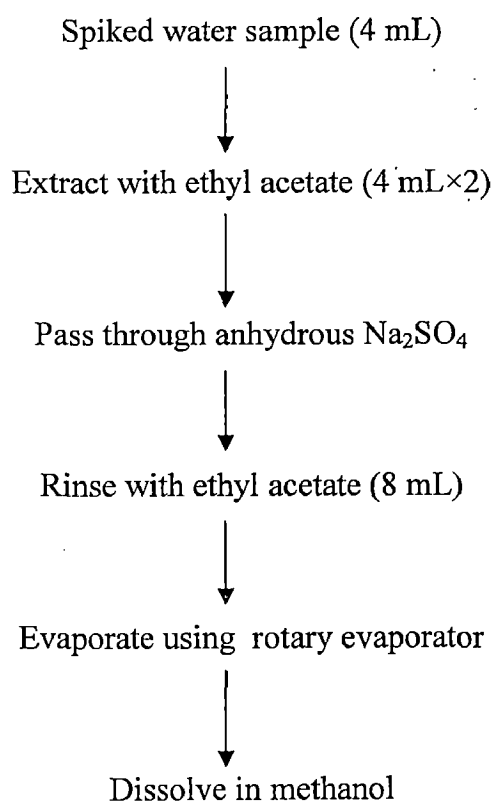 Spiked water sample (4 mL)
Extract with ethyl acetate (4 mL×2)
Pass through anhydrous Na₂SO₄
Rinse with ethyl acetate (8 mL)
Evaporate using rotary evaporator
Dissolve in methanol